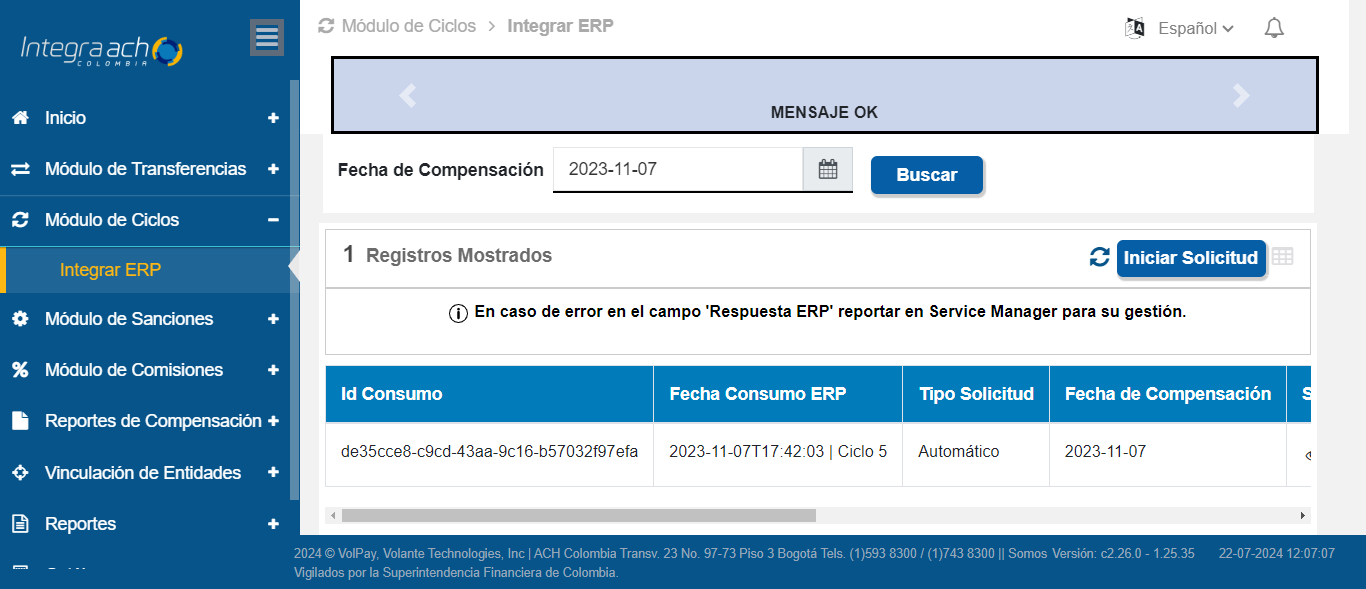 Integra ach
COLOMBIA
Módulo de Ciclos > Integrar ERP
Español
MENSAJE OK
Inicio
Módulo de Transferencias
Módulo de Ciclos
Integrar ERP
Módulo de Sanciones
Módulo de Comisiones
Reportes de Compensación
Vinculación de Entidades
Reportes
Fecha de Compensación 2023-11-07 Buscar
1 Registros Mostrados Iniciar Solicitud
En caso de error en el campo 'Respuesta ERP' reportar en Service Manager para su gestión.
Id Consumo Fecha Consumo ERP Tipo Solicitud Fecha de Compensación S
de35cce8-c9cd-43aa-9c16-b57032f97efa 2023-11-07T17:42:03 | Ciclo 5 Automático 2023-11-07
2024 © VolPay, Volante Technologies, Inc | ACH Colombia Transv. 23 No. 97-73 Piso 3 Bogotá Tels. (1)593 8300 / (1)743 8300 || Somos Versión: c2.26.0 - 1.25.35 22-07-2024 12:07:07
Vigilados por la Superintendencia Financiera de Colombia.